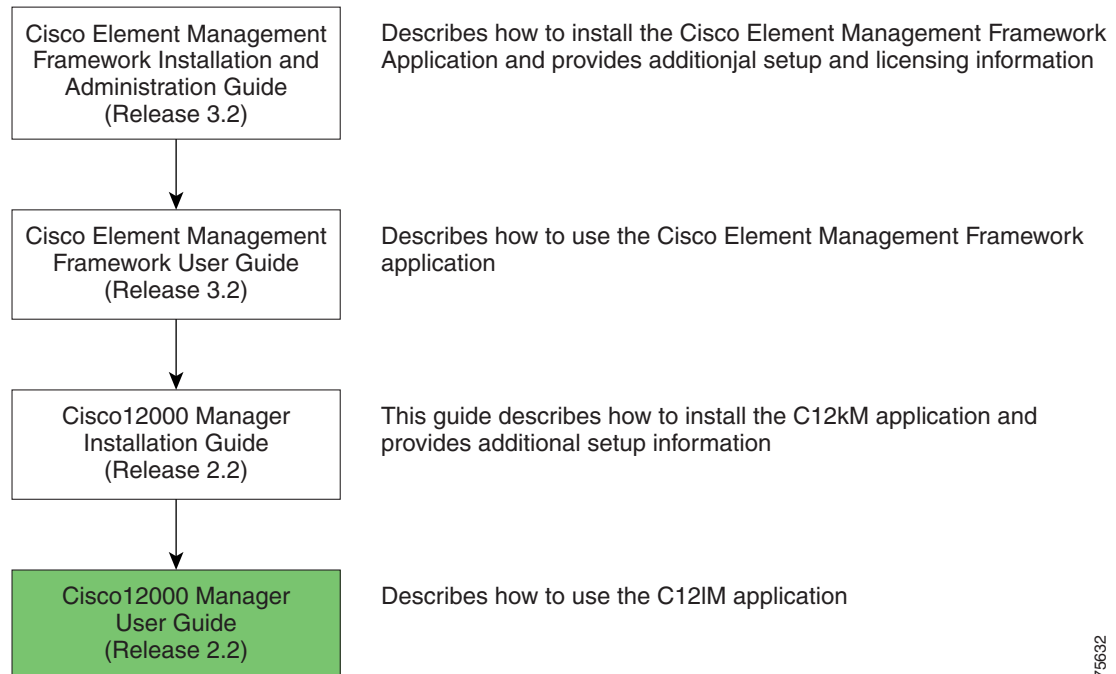 Cisco Element Management
Framework Installation and
Administration Guide
(Release 3.2)
Describes how to install the Cisco Element Management Framework
Application and provides additionjal setup and licensing information
Cisco Element Management
Framework User Guide
(Release 3.2)
Describes how to use the Cisco Element Management Framework
application
Cisco12000 Manager
Installation Guide
(Release 2.2)
This guide describes how to install the C12kM application and
provides additional setup information
Cisco12000 Manager
User Guide
(Release 2.2)
Describes how to use the C12lM application
75632